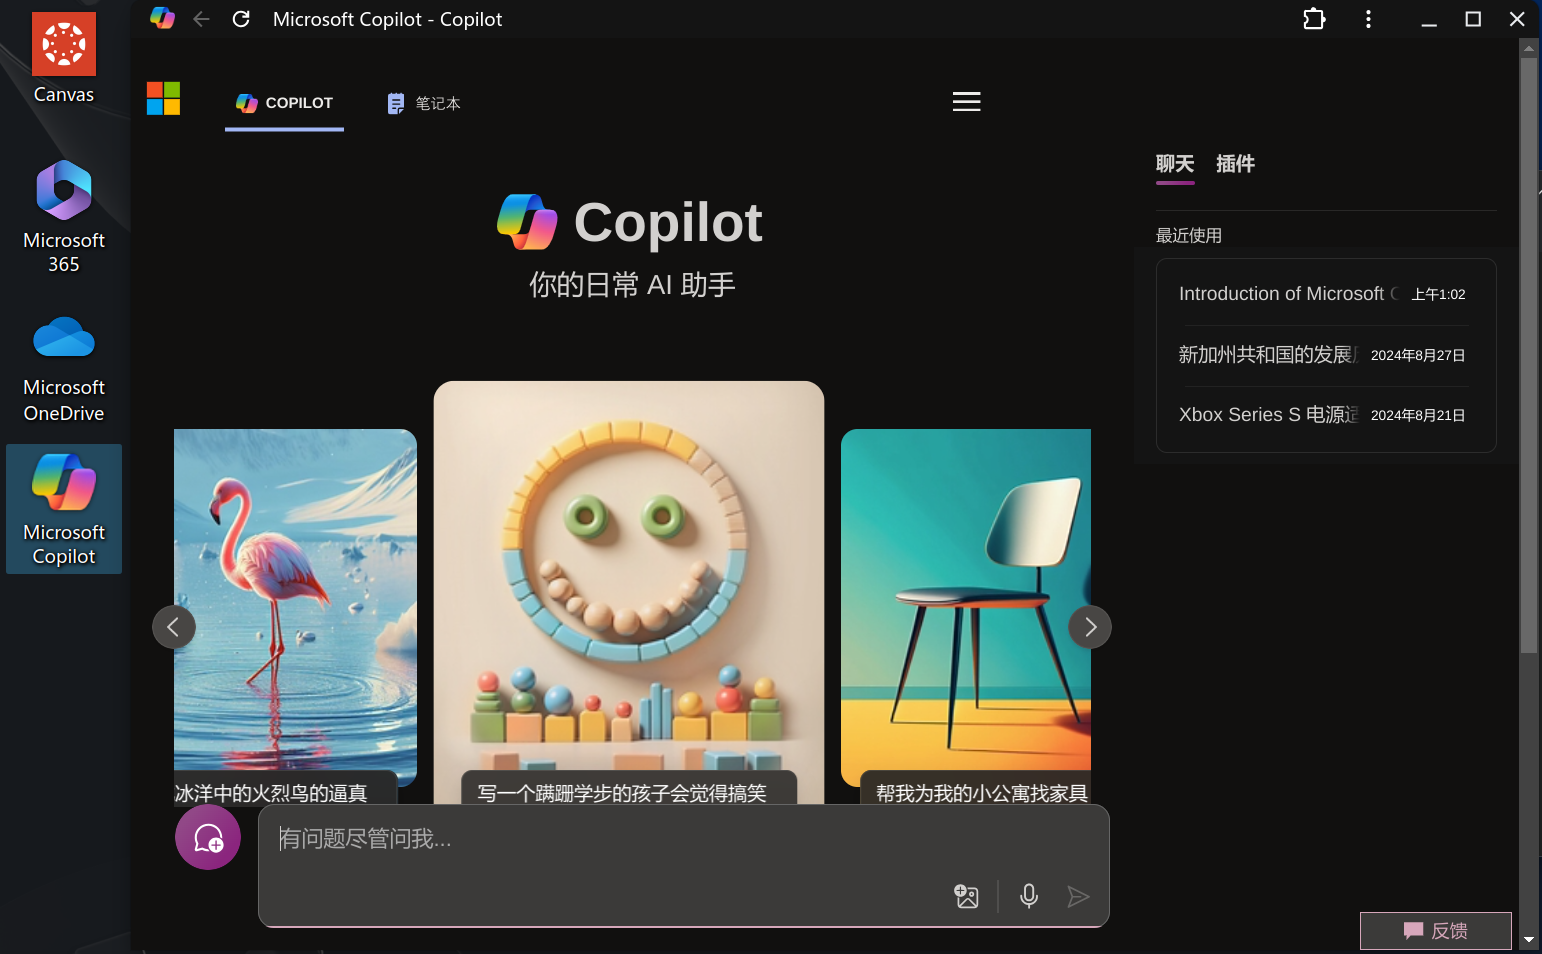 Canvas
Microsoft
365
Microsoft
OneDrive
Microsoft
Copilot
Microsoft Copilot - Copilot
COPILOT
笔记本
Copilot
你的日常 AI 助手
冰洋中的火烈鸟的逼真
写一个蹒跚学步的孩子会觉得搞笑
帮我为我的小公寓找家具
有问题尽管问我...
聊天 插件
最近使用
Introduction of Microsoft 上午1:02
新加州共和国的发展 2024年8月27日
Xbox Series S 电源适 2024年8月21日
反馈